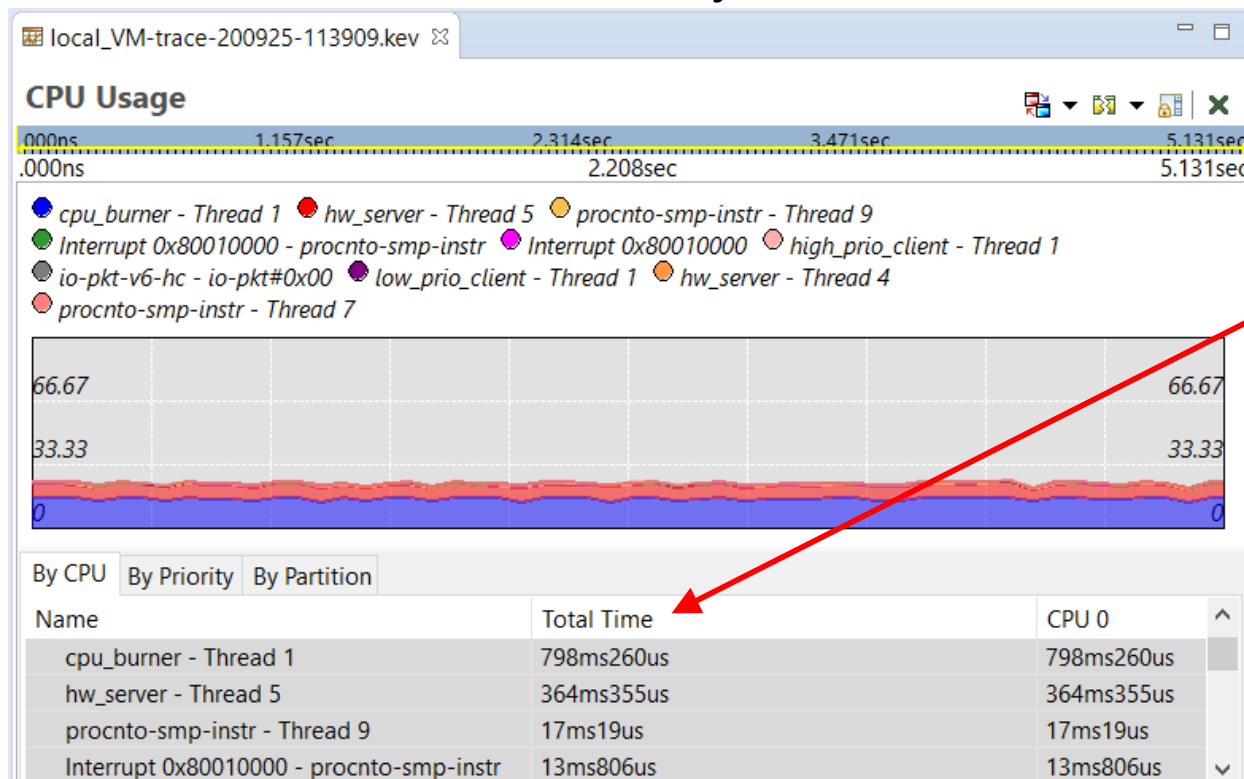 local_VM-trace-200925-113909.kev
CPU Usage
.000ns 1.157sec 2.314sec 3.471sec 5.131sec
.000ns 2.208sec 5.131sec
cpu_burner - Thread 1 hw_server - Thread 5 procnto-smp-instr - Thread 9
Interrupt 0x80010000 - procnto-smp-instr Interrupt 0x80010000 high_prio_client - Thread 1
io-pkt-v6-hc - io-pkt#0x00 low_prio_client - Thread 1 hw_server - Thread 4
procnto-smp-instr - Thread 7
66.67 66.67
33.33 33.33
0 0
By CPU By Priority By Partition
Name Total Time CPU 0
cpu_burner - Thread 1 798ms260us 798ms260us
hw_server - Thread 5 364ms355us 364ms355us
procnto-smp-instr - Thread 9 17ms19us 17ms19us
Interrupt 0x80010000 - procnto-smp-instr 13ms806us 13ms806us